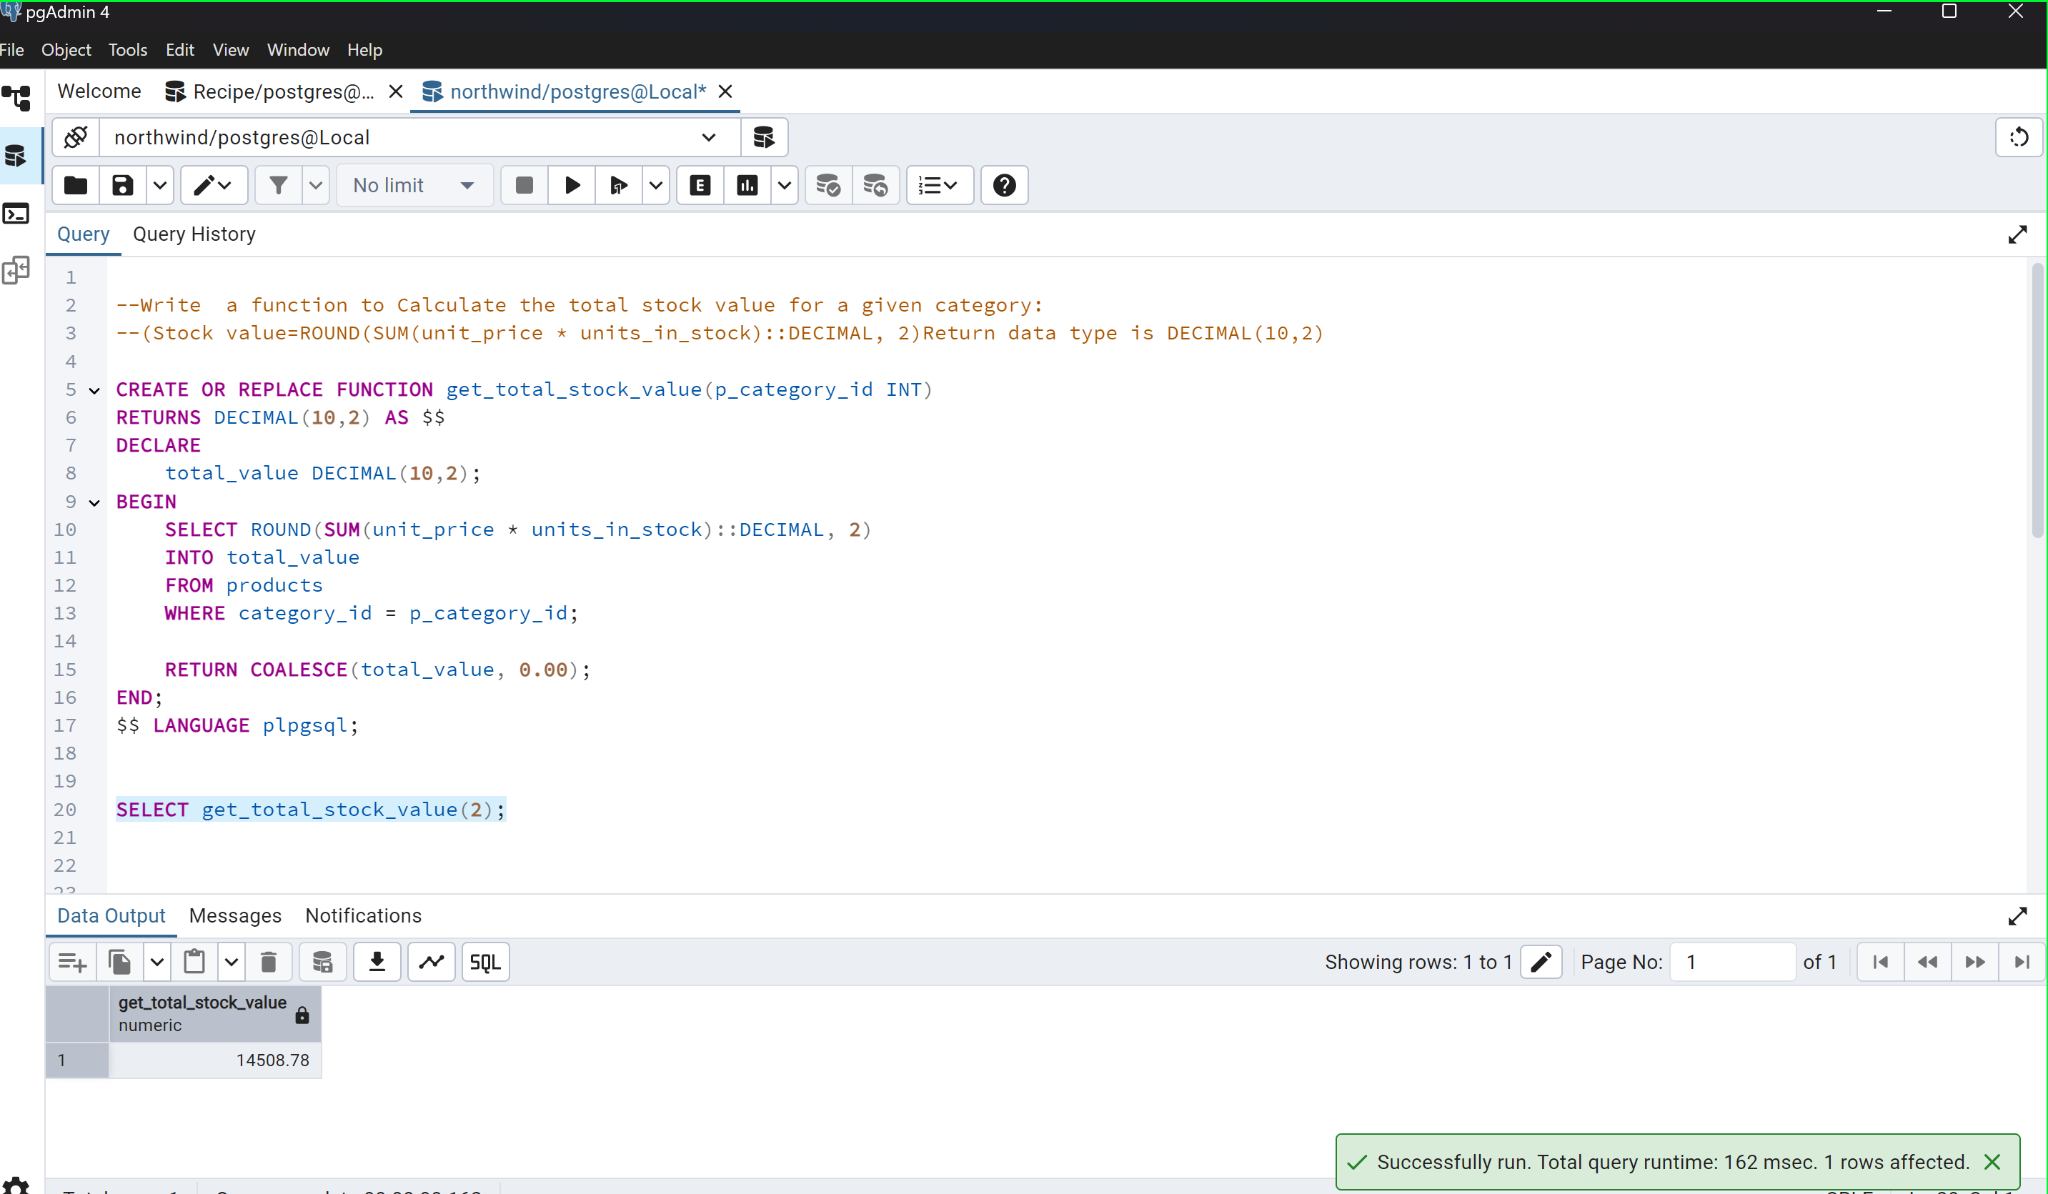 pgAdmin 4
File Object Tools Edit View Window Help
Welcome Recipe/postgres@... northwind/postgres@Local*
northwind/postgres@Local
No limit E
Query Query History
1
2 --Write  a function to Calculate the total stock value for a given category:
3 --(Stock value=ROUND(SUM(unit_price * units_in_stock)::DECIMAL, 2)Return data type is DECIMAL(10,2)
4
5 CREATE OR REPLACE FUNCTION get_total_stock_value(p_category_id INT)
6 RETURNS DECIMAL(10,2) AS $$
7 DECLARE
8     total_value DECIMAL(10,2);
9 BEGIN
10     SELECT ROUND(SUM(unit_price * units_in_stock)::DECIMAL, 2)
11     INTO total_value
12     FROM products
13     WHERE category_id = p_category_id;
14
15     RETURN COALESCE(total_value, 0.00);
16 END;
17 $$ LANGUAGE plpgsql;
18
19
20 SELECT get_total_stock_value(2);
21
22
23
Data Output Messages Notifications
SQL Showing rows: 1 to 1 Page No: 1 of 1
get_total_stock_value
numeric
1 14508.78
Successfully run. Total query runtime: 162 msec. 1 rows affected.